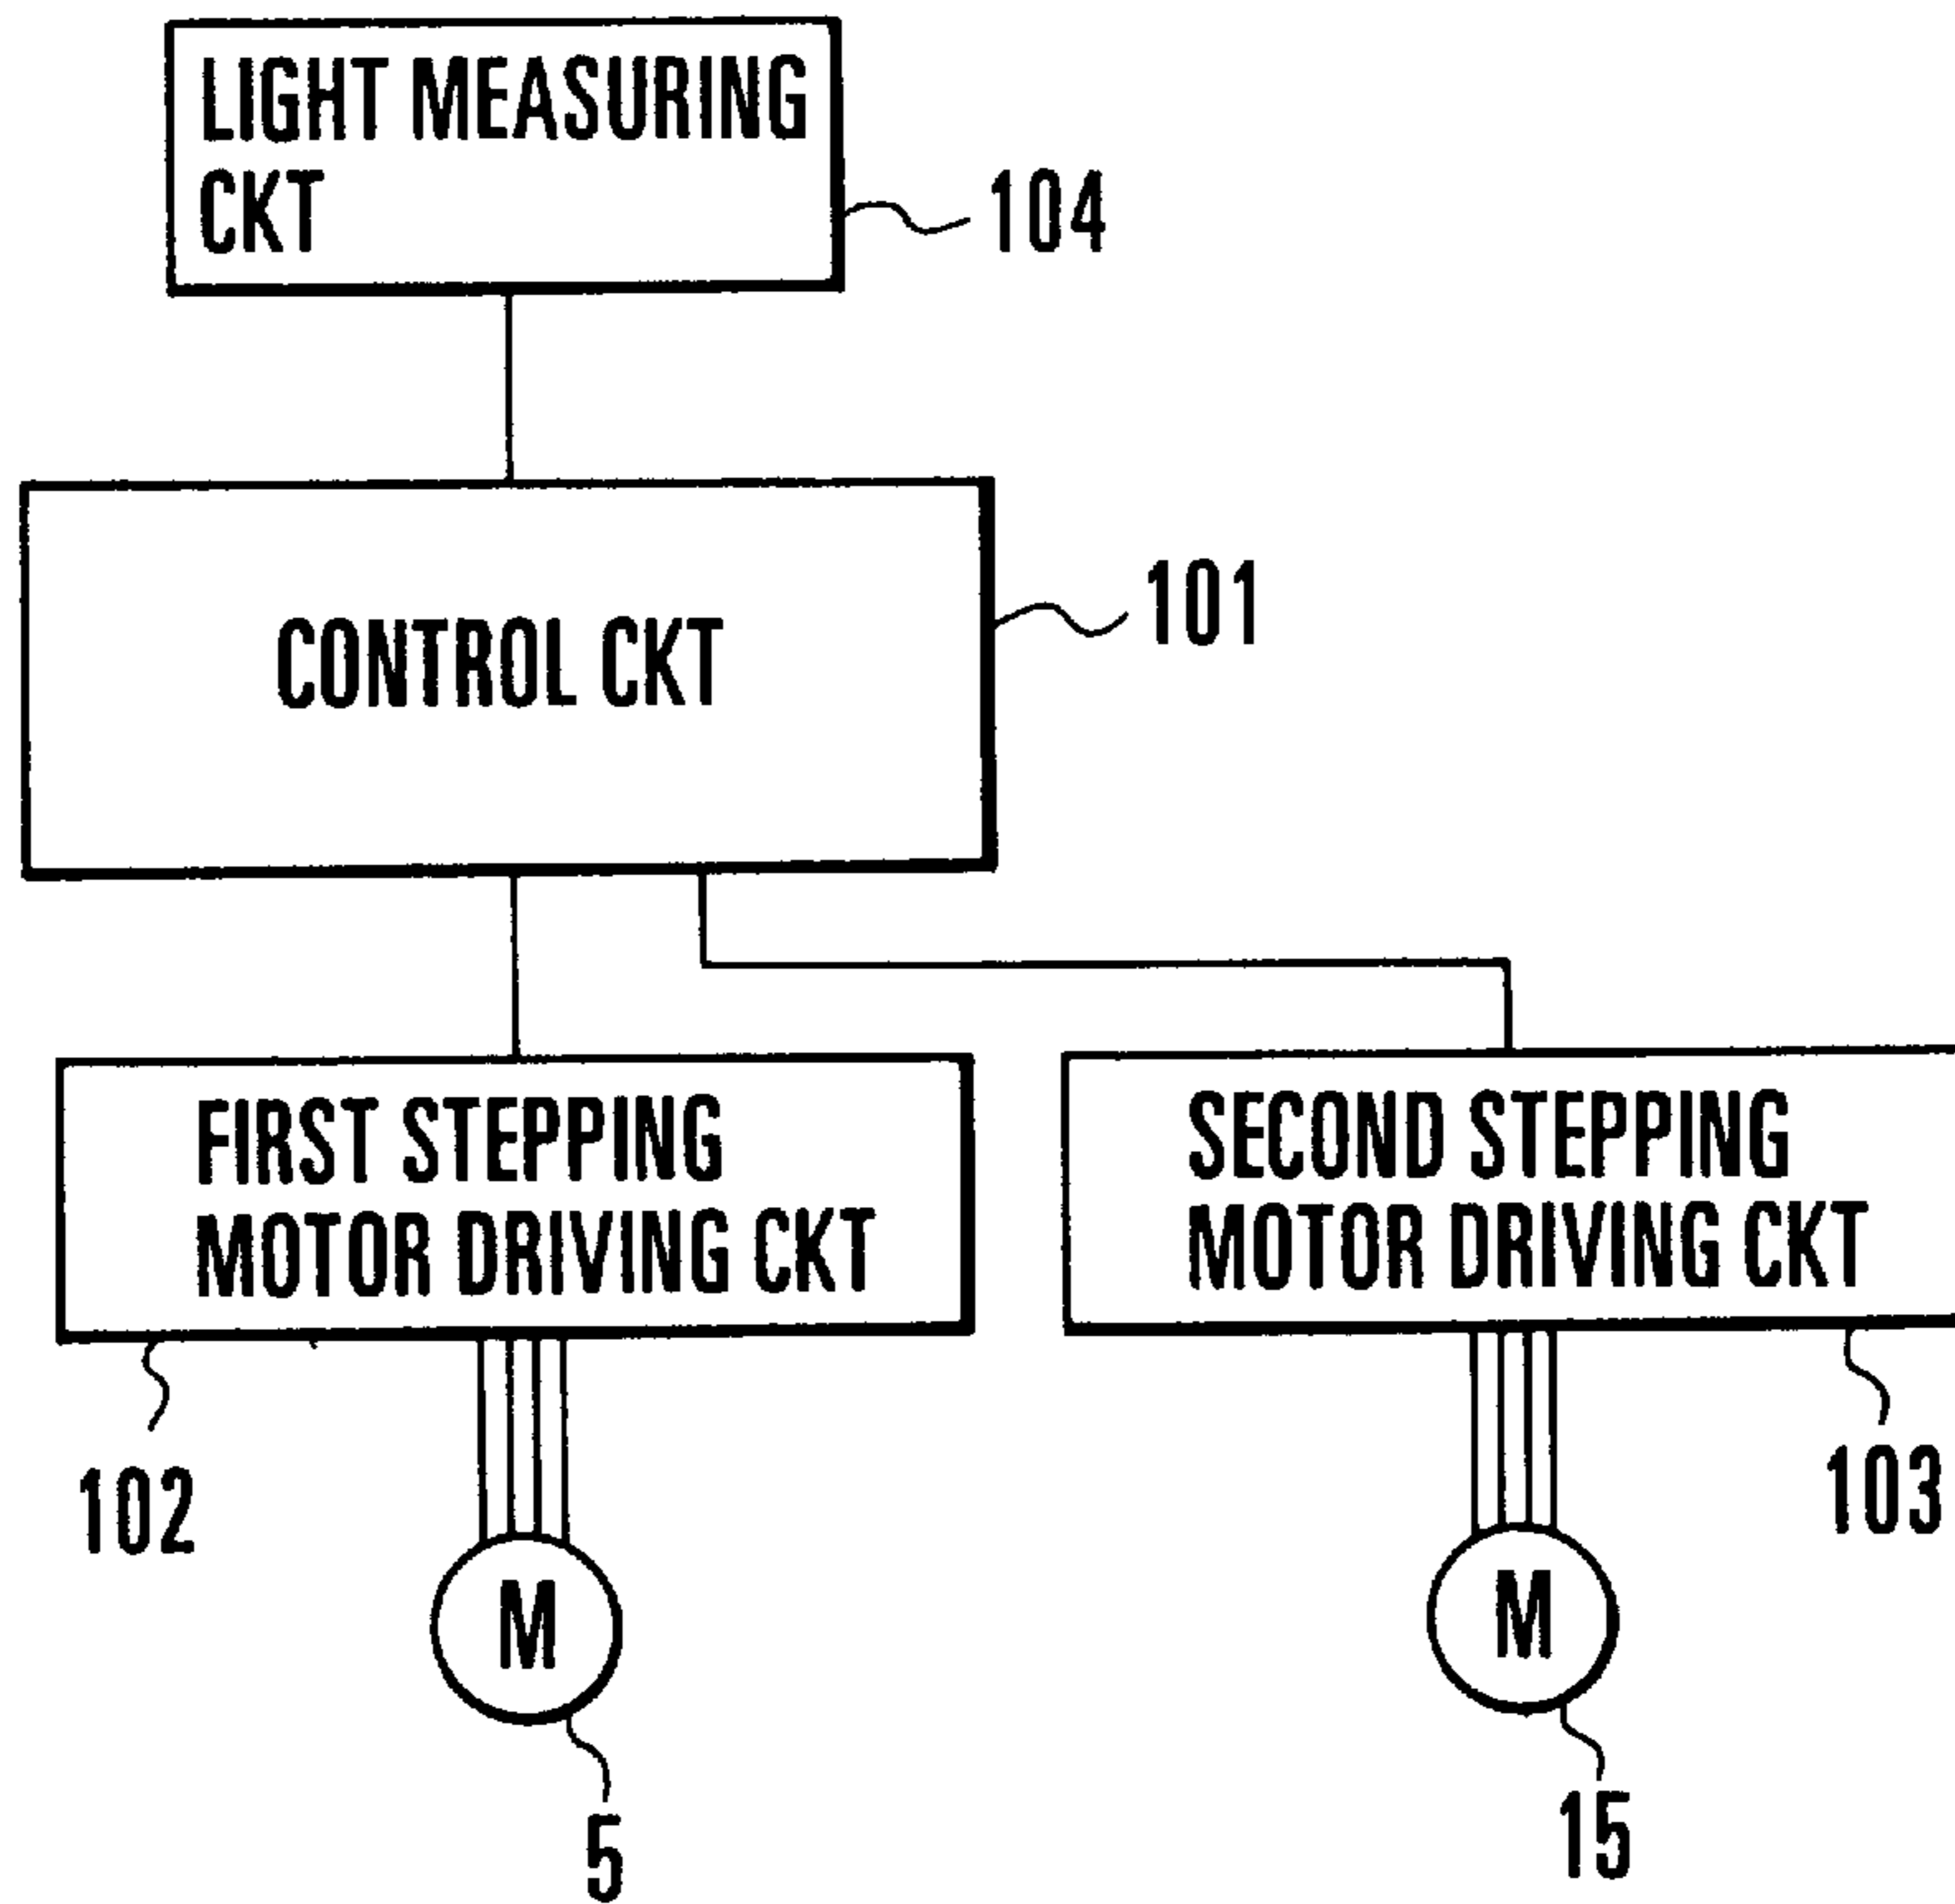 LIGHT MEASURING
CKT
104
CONTROL CKT
101
FIRST STEPPING
MOTOR DRIVING CKT
SECOND STEPPING
MOTOR DRIVING CKT
102
103
M
M
5
15